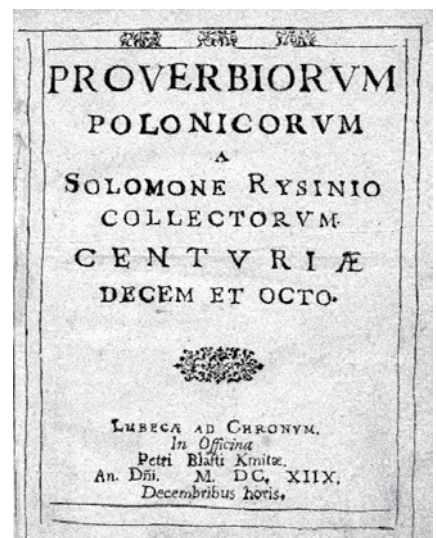 PROVERBIORVM
POLONICORVM
A
SOLOMONE RYSINIO
COLLECTORVM.
CENTVRIÆ
DECEM ET OCTO.
LUBECÆ AD CHRONVM.
In Officina
Petri Blasti Kmitæ.
An. Dñi. M. DC. XIIX.
Decembribus horis.